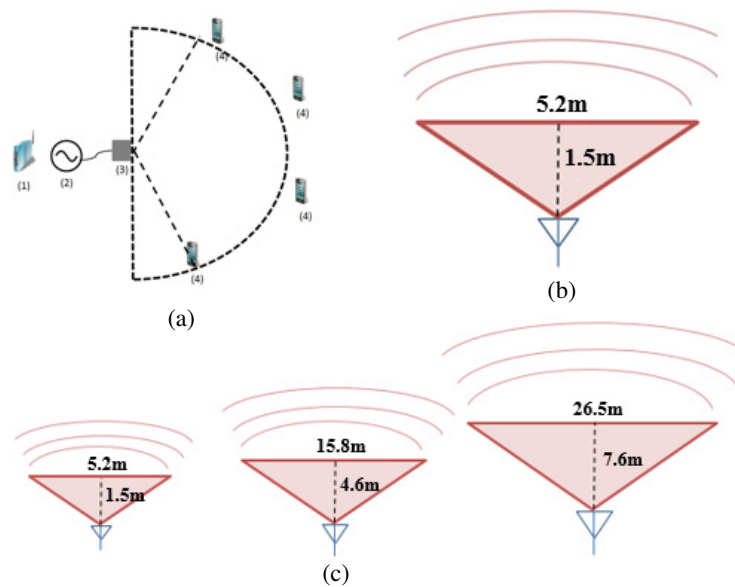 (4)
(4)
(1)
(2)
(3)
(4)
(4)
(a)
5.2m
1.5m
(b)
5.2m
1.5m
15.8m
4.6m
26.5m
7.6m
(c)